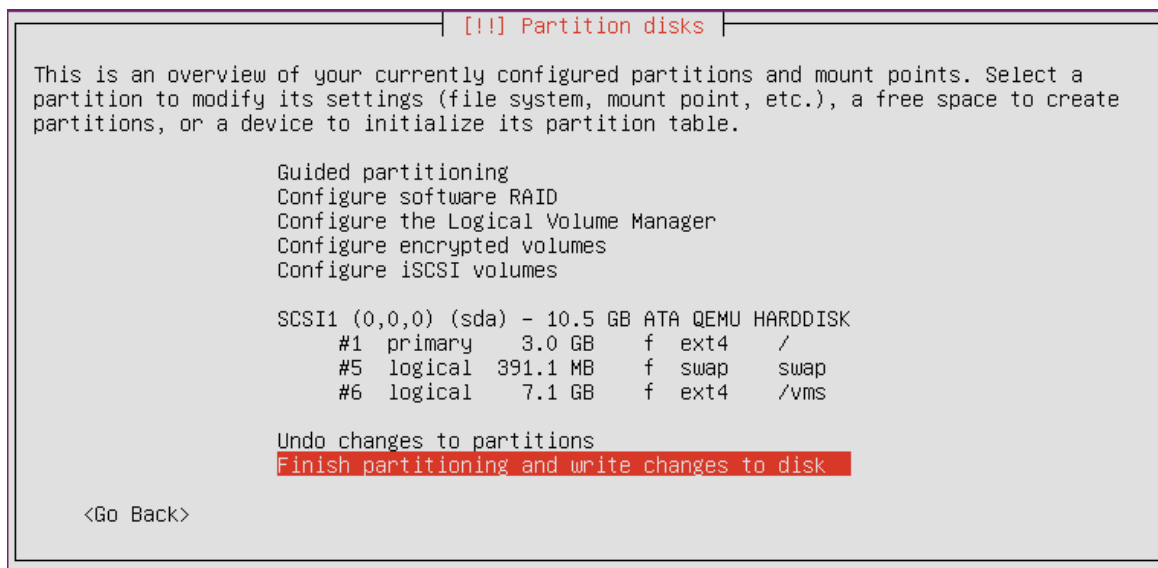 [!!] Partition disks
This is an overview of your currently configured partitions and mount points. Select a
partition to modify its settings (file system, mount point, etc.), a free space to create
partitions, or a device to initialize its partition table.
Guided partitioning
Configure software RAID
Configure the Logical Volume Manager
Configure encrypted volumes
Configure iSCSI volumes
SCSI1 (0,0,0) (sda) - 10.5 GB ATA QEMU HARDDISK
#1 primary 3.0 GB f ext4 /
#5 logical 391.1 MB f swap swap
#6 logical 7.1 GB f ext4 /vms
Undo changes to partitions
Finish partitioning and write changes to disk
<Go Back>